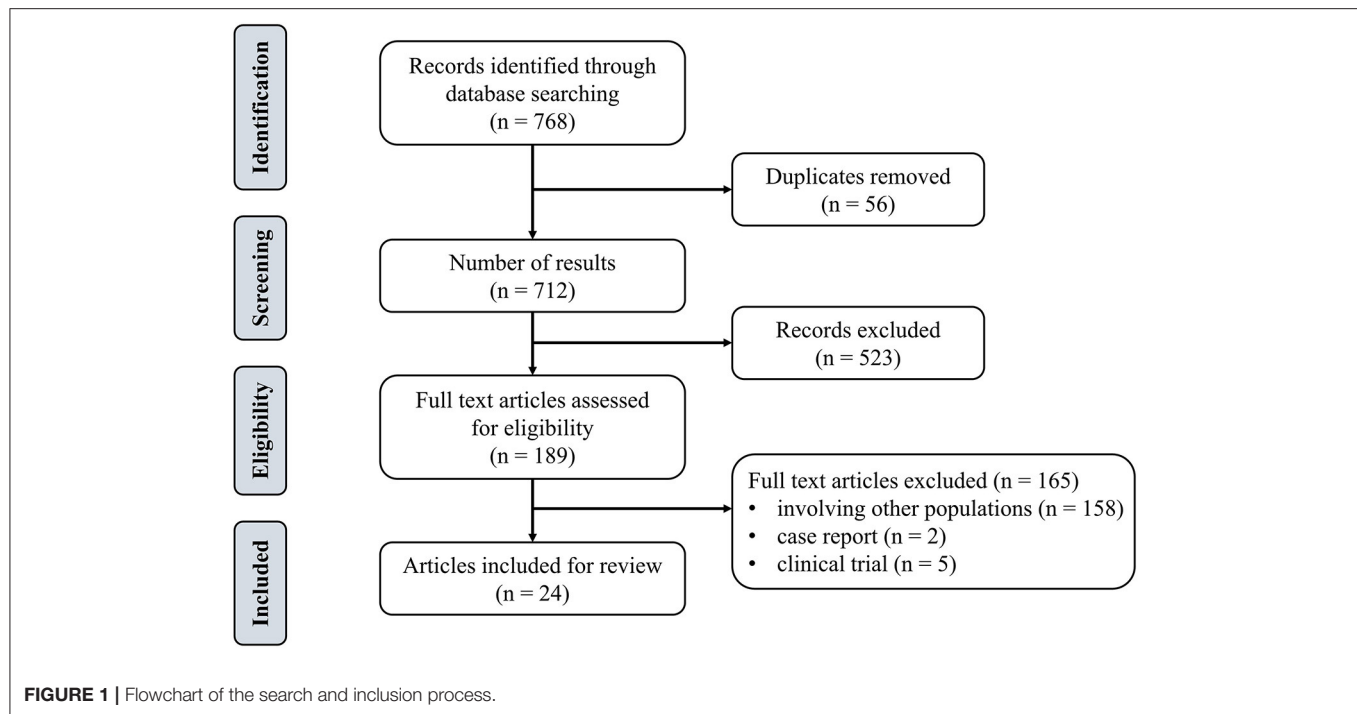 Identification
Records identified through
database searching
(n = 768)
Duplicates removed
(n = 56)
Screening
Number of results
(n = 712)
Records excluded
(n = 523)
Eligibility
Full text articles assessed
for eligibility
(n = 189)
Full text articles excluded (n = 165)
• involving other populations (n = 158)
• case report (n = 2)
• clinical trial (n = 5)
Included
Articles included for review
(n = 24)
FIGURE 1 | Flowchart of the search and inclusion process.